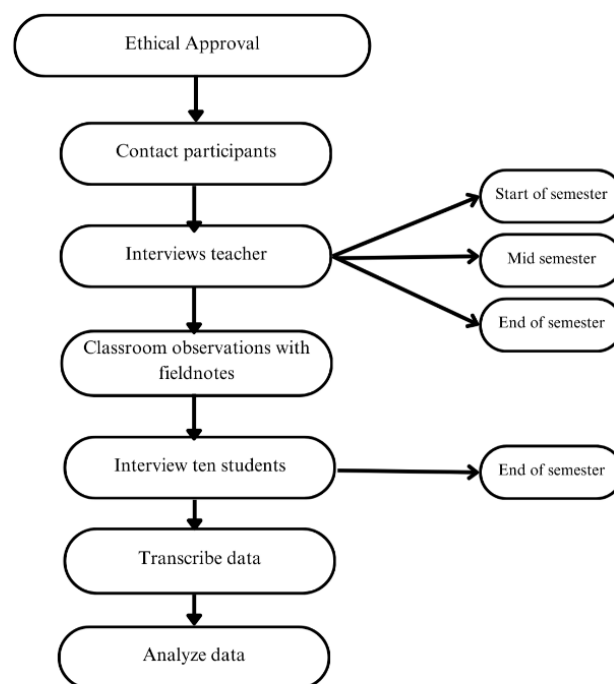 Ethical Approval
Contact participants
Start of semester
Interviews teacher
Mid semester
End of semester
Classroom observations with
fieldnotes
Interview ten students
End of semester
Transcribe data
Analyze data